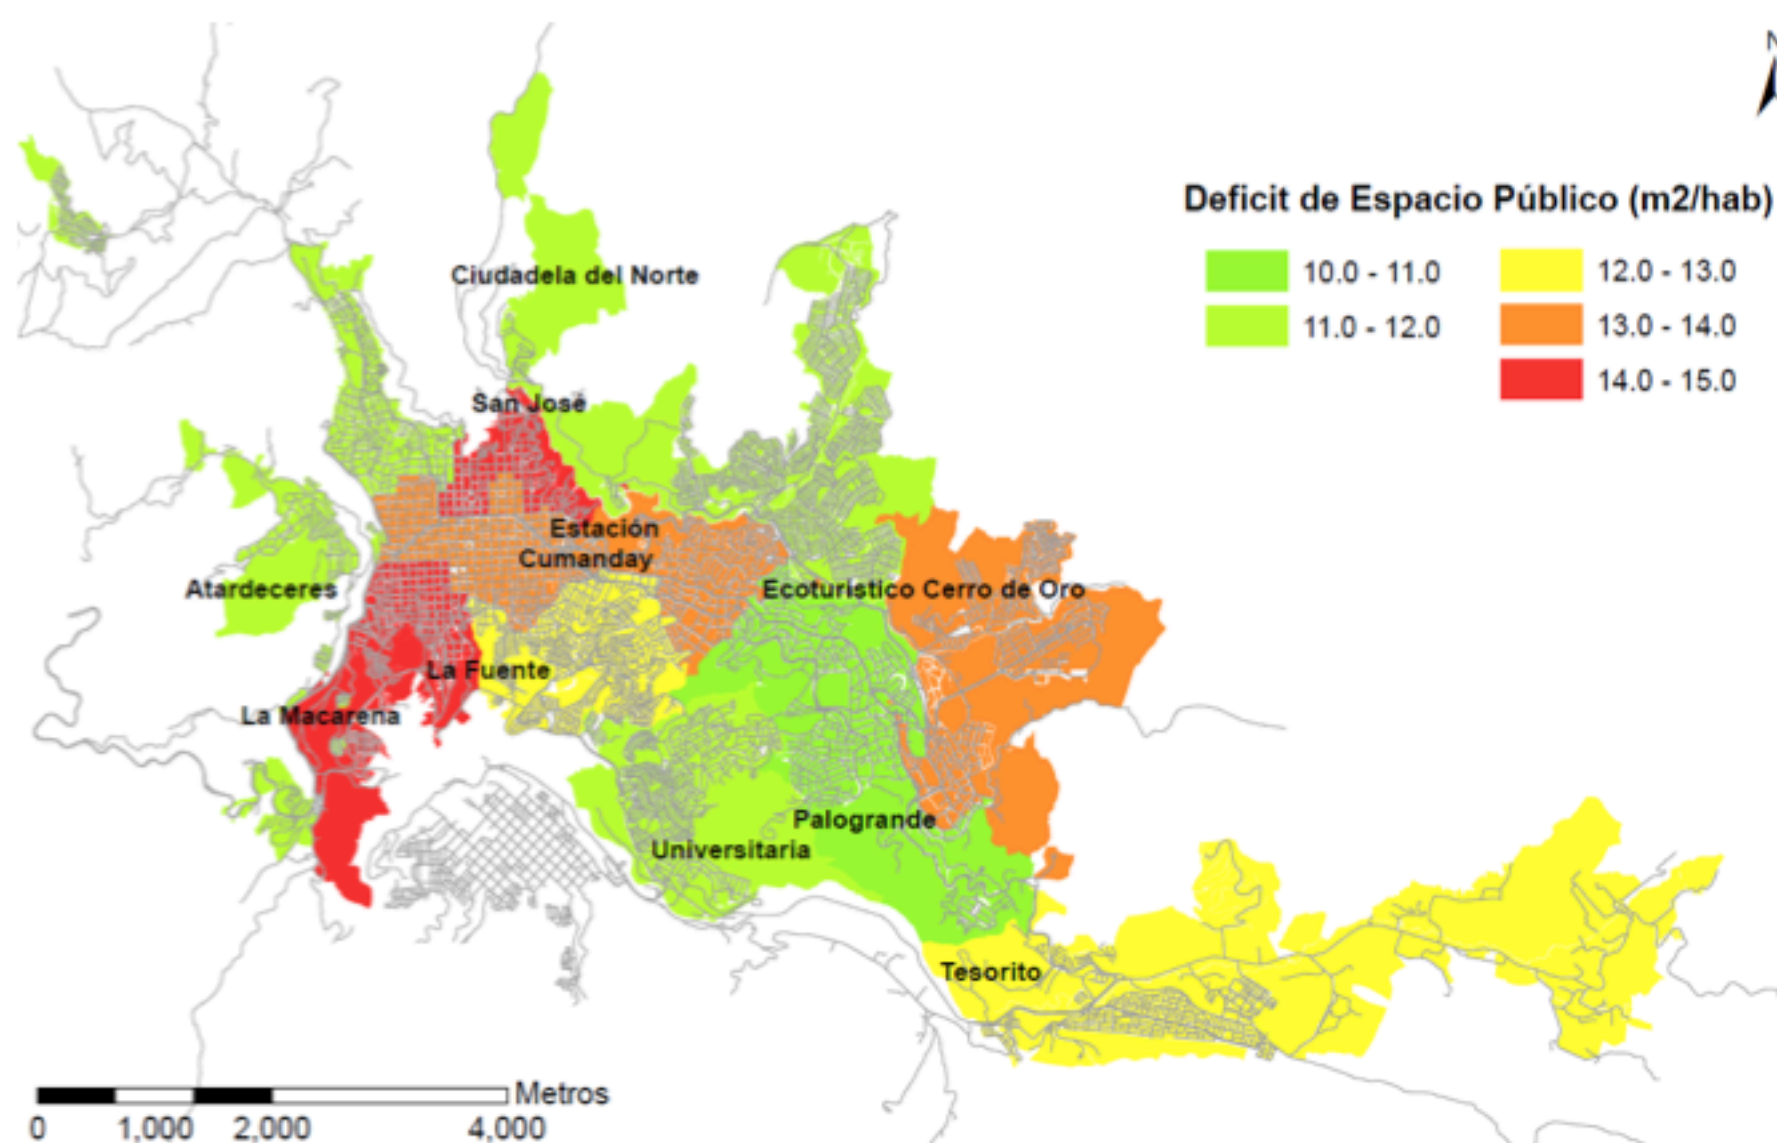 N
Deficit de Espacio Público (m2/hab)
10.0 - 11.0
12.0 - 13.0
11.0 - 12.0
13.0 - 14.0
14.0 - 15.0
Ciudadela del Norte
San José
Estación
Cumanday
Atardeceres
Ecoturistico Cerro de Oro
La Fuente
La Macarena
Palogrande
Universitaria
Tesorito
Metros
0 1,000 2,000 4,000